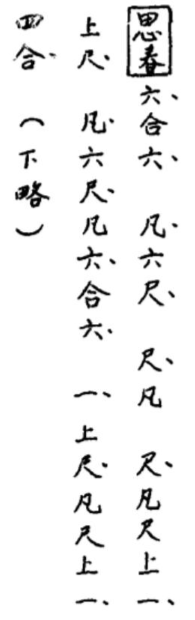 思春 六、合六、 凡、六尺、 尺、凡 尺、凡尺上一、
上尺、 凡、六尺、凡六、合六、 一、上尺、凡尺上一、
四合、 （下略）